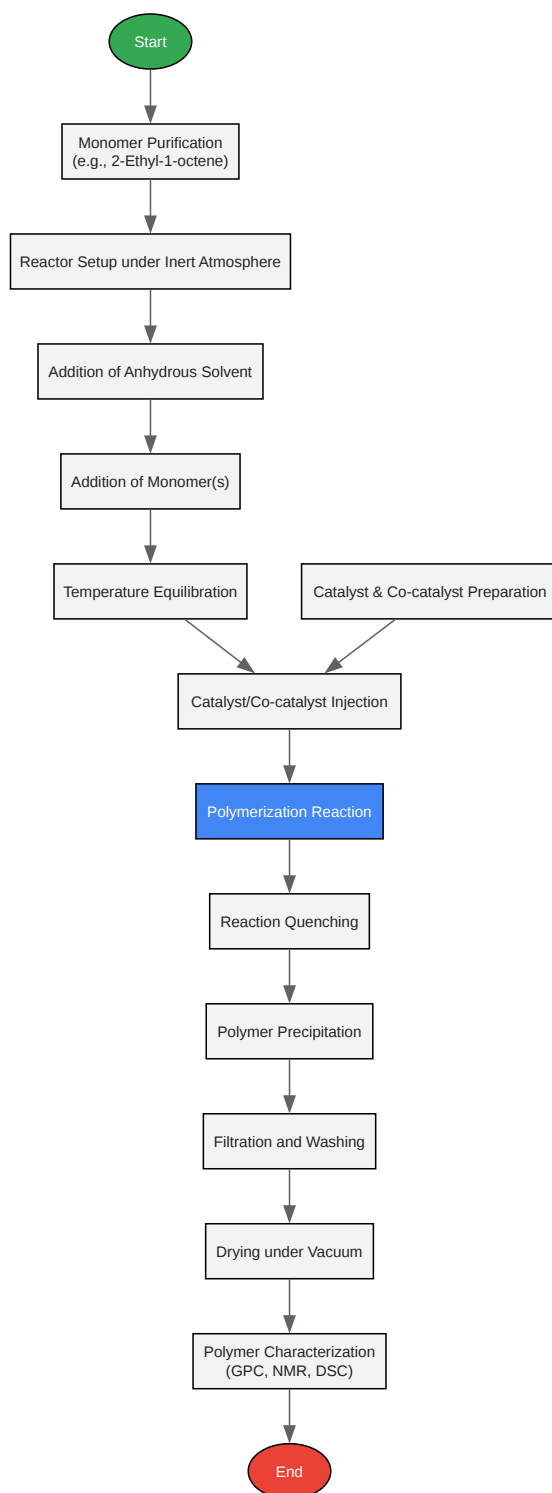 Start
Monomer Purification
(e.g., 2-Ethyl-1-octene)
Reactor Setup under Inert Atmosphere
Addition of Anhydrous Solvent
Addition of Monomer(s)
Temperature Equilibration
Catalyst & Co-catalyst Preparation
Catalyst/Co-catalyst Injection
Polymerization Reaction
Reaction Quenching
Polymer Precipitation
Filtration and Washing
Drying under Vacuum
Polymer Characterization
(GPC, NMR, DSC)
End